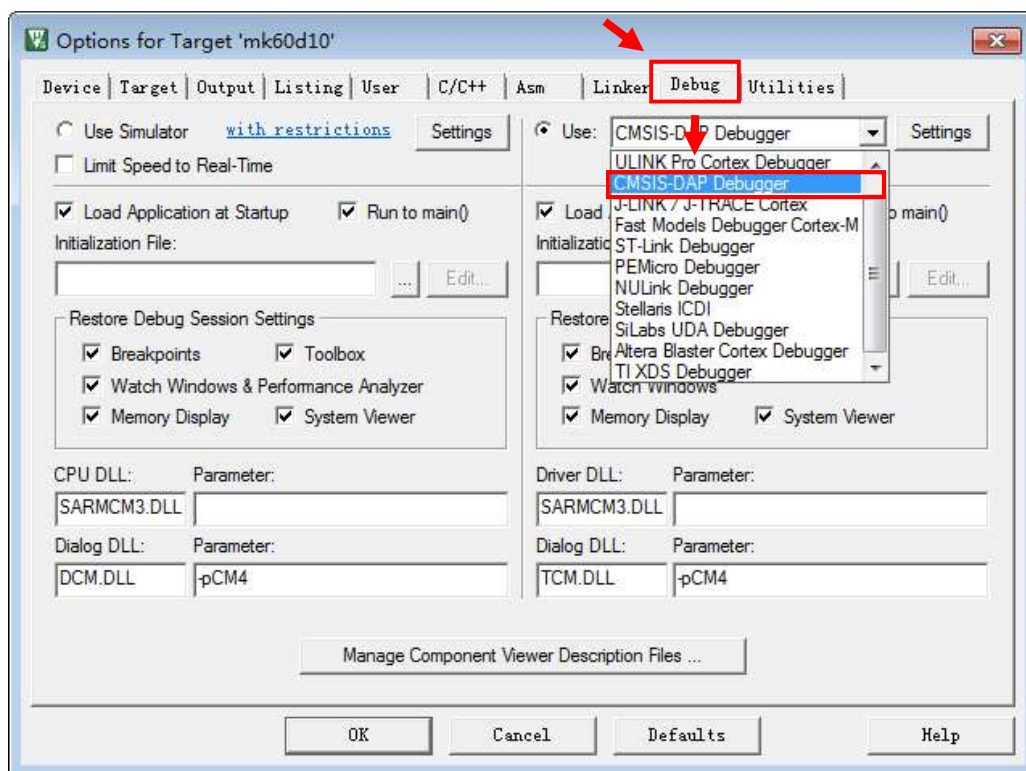 Options for Target 'mk60d10'
Device Target Output Listing User C/C++ Asm Linker Debug Utilities
Use Simulator with restrictions Settings
Use: CMSIS-DAP Debugger Settings
Limit Speed to Real-Time
ULINK Pro Cortex Debugger
CMSIS-DAP Debugger
J-LINK / J-TRACE Cortex
Fast Models Debugger Cortex-M
ST-Link Debugger
PEMicro Debugger
NULink Debugger
Stellaris ICDI
SiLabs UDA Debugger
Altera Blaster Cortex Debugger
TI XDS Debugger
Load Application at Startup Run to main()
Load main()
Initialization File:
... Edit...
Edit...
Restore Debug Session Settings
Restore
Breakpoints Toolbox
Watch Windows & Performance Analyzer
Watch Windows
Memory Display System Viewer
Memory Display System Viewer
CPU DLL: Parameter:
Driver DLL: Parameter:
SARMCM3.DLL
SARMCM3.DLL
Dialog DLL: Parameter:
Dialog DLL: Parameter:
DCM.DLL -pCM4
TCM.DLL -pCM4
Manage Component Viewer Description Files ...
OK Cancel Defaults Help